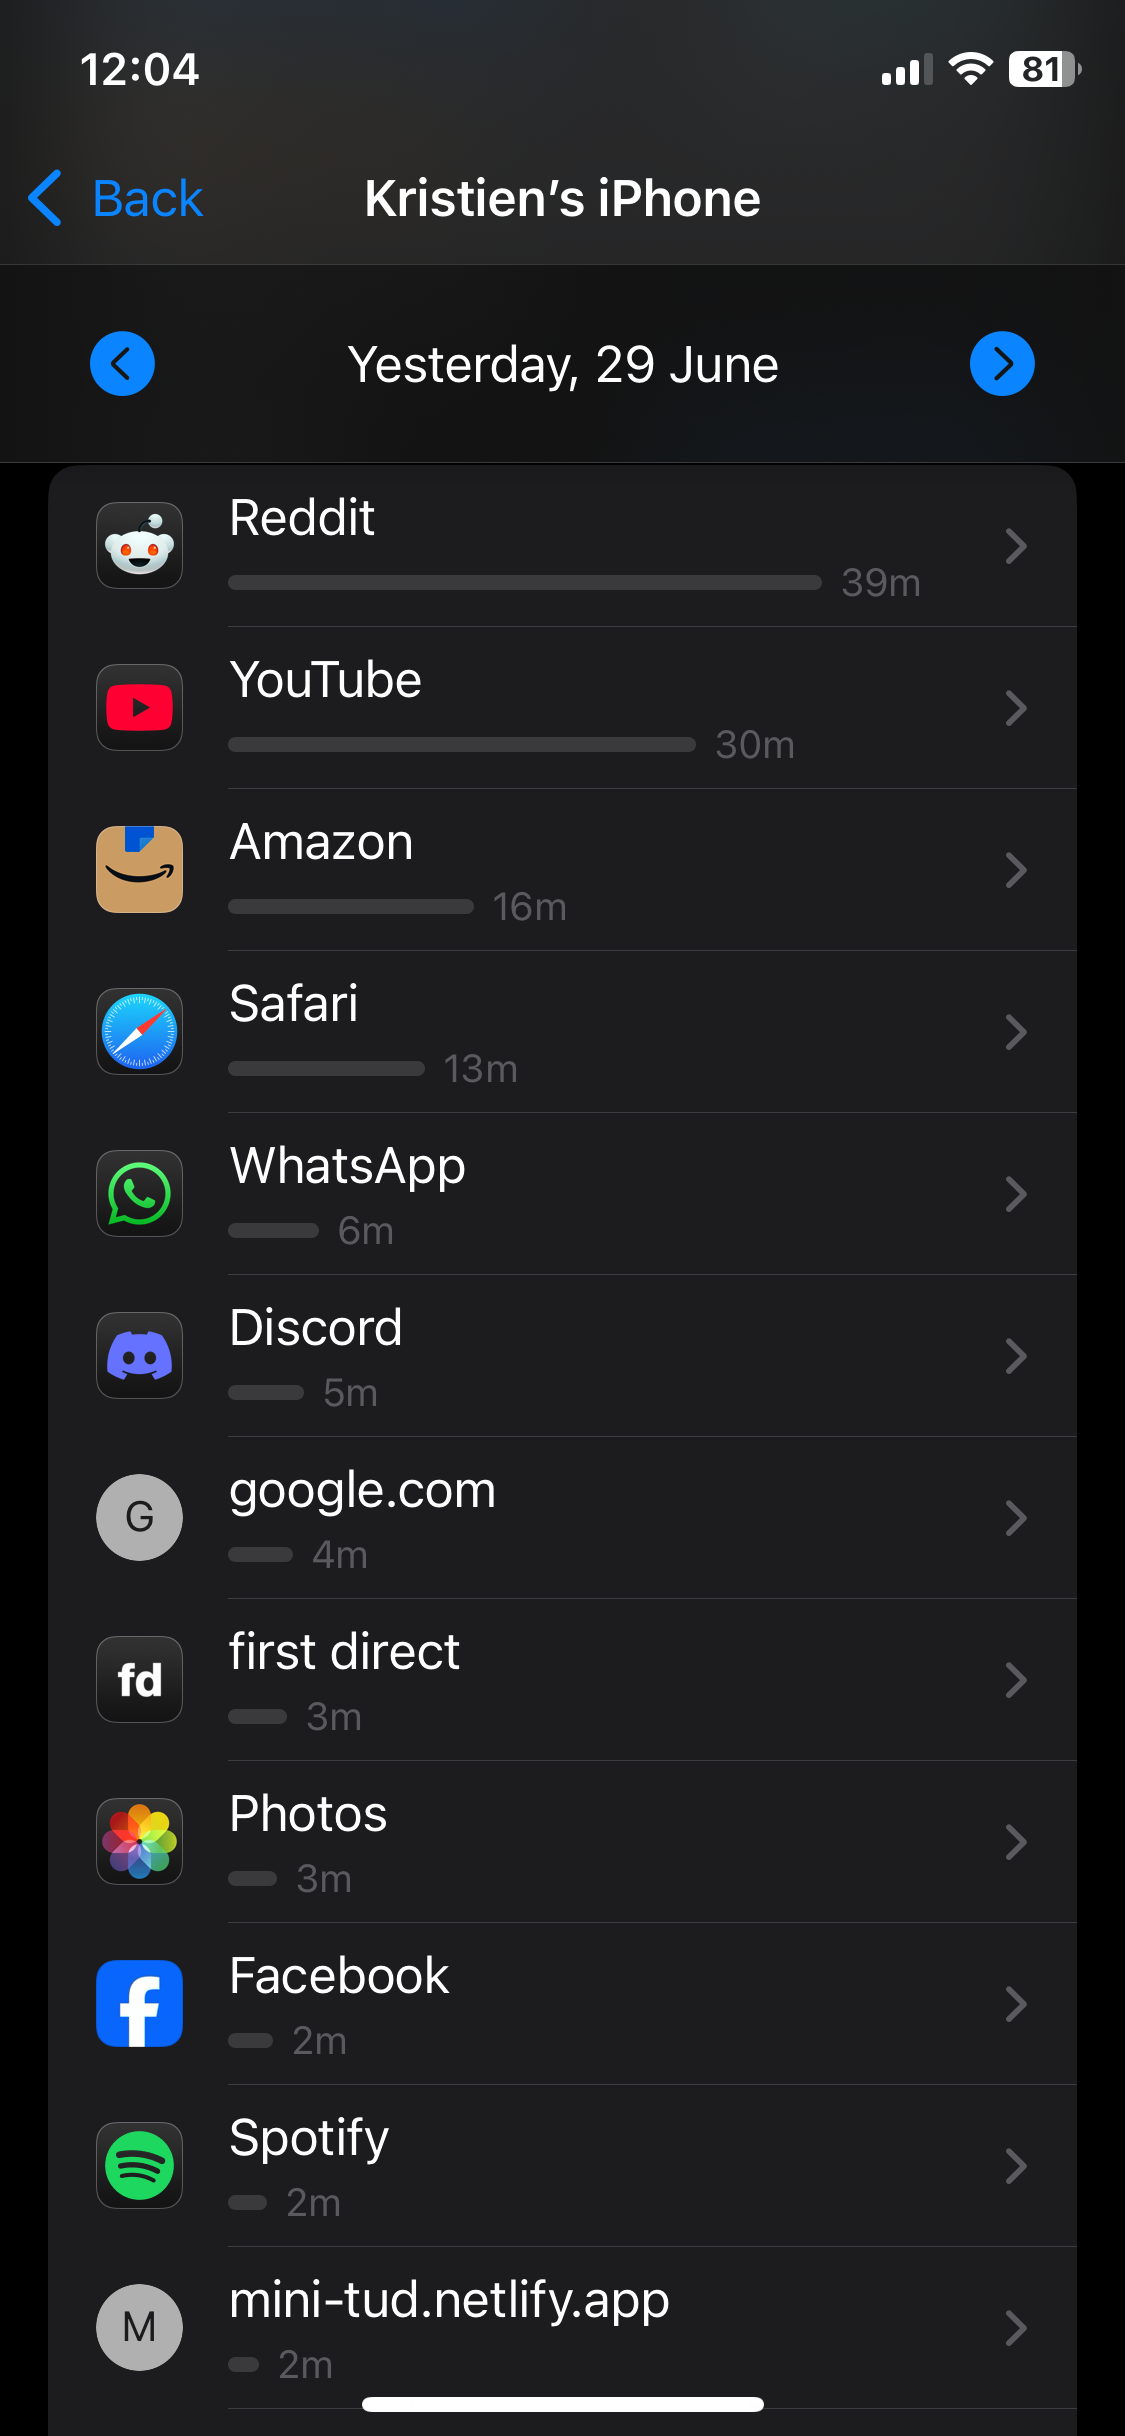 12:04
81
Back
Kristien’s iPhone
Yesterday, 29 June
Reddit
39m
YouTube
30m
Amazon
16m
Safari
13m
WhatsApp
6m
Discord
5m
G
google.com
4m
fd
first direct
3m
Photos
3m
Facebook
2m
Spotify
2m
M
mini-tud.netlify.app
2m